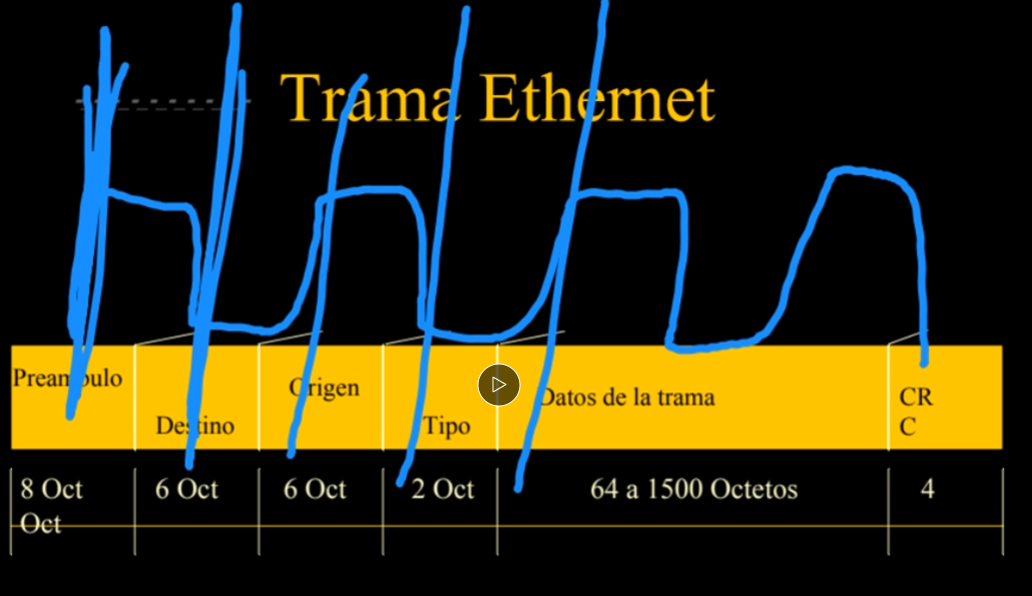 Trama Ethernet
Preambulo
Destino
Origen
Tipo
Datos de la trama
CR
C
8 Oct
6 Oct
6 Oct
2 Oct
64 a 1500 Octetos
4
Oct